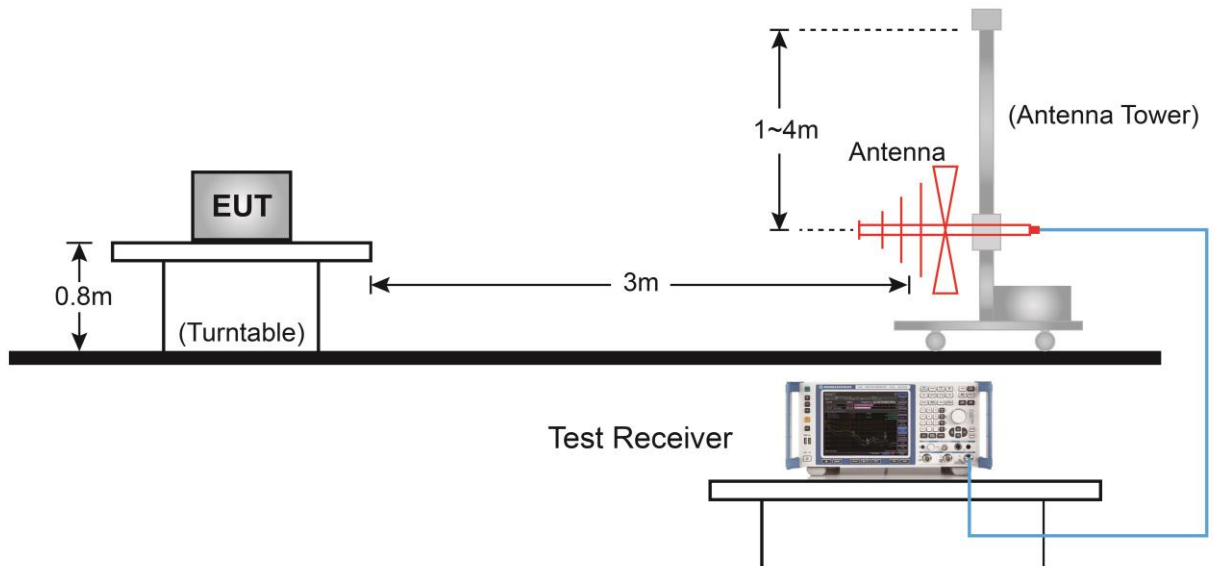 1~4m
(Antenna Tower)
Antenna
EUT
0.8m
3m
(Turntable)
Test Receiver